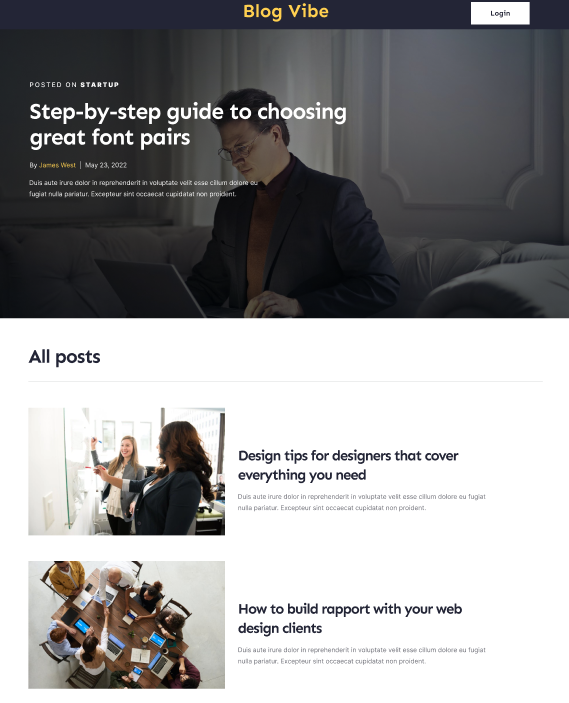 Blog Vibe
Login
POSTED ON STARTUP
Step-by-step guide to choosing
great font pairs
By James West | May 23, 2022
Duis aute irure dolor in reprehenderit in voluptate velit esse cillum dolore eu
fugiat nulla pariatur. Excepteur sint occaecat cupidatat non proident.
All posts
Design tips for designers that cover
everything you need
Duis aute irure dolor in reprehenderit in voluptate velit esse cillum dolore eu fugiat
nulla pariatur. Excepteur sint occaecat cupidatat non proident.
How to build rapport with your web
design clients
Duis aute irure dolor in reprehenderit in voluptate velit esse cillum dolore eu fugiat
nulla pariatur. Excepteur sint occaecat cupidatat non proident.